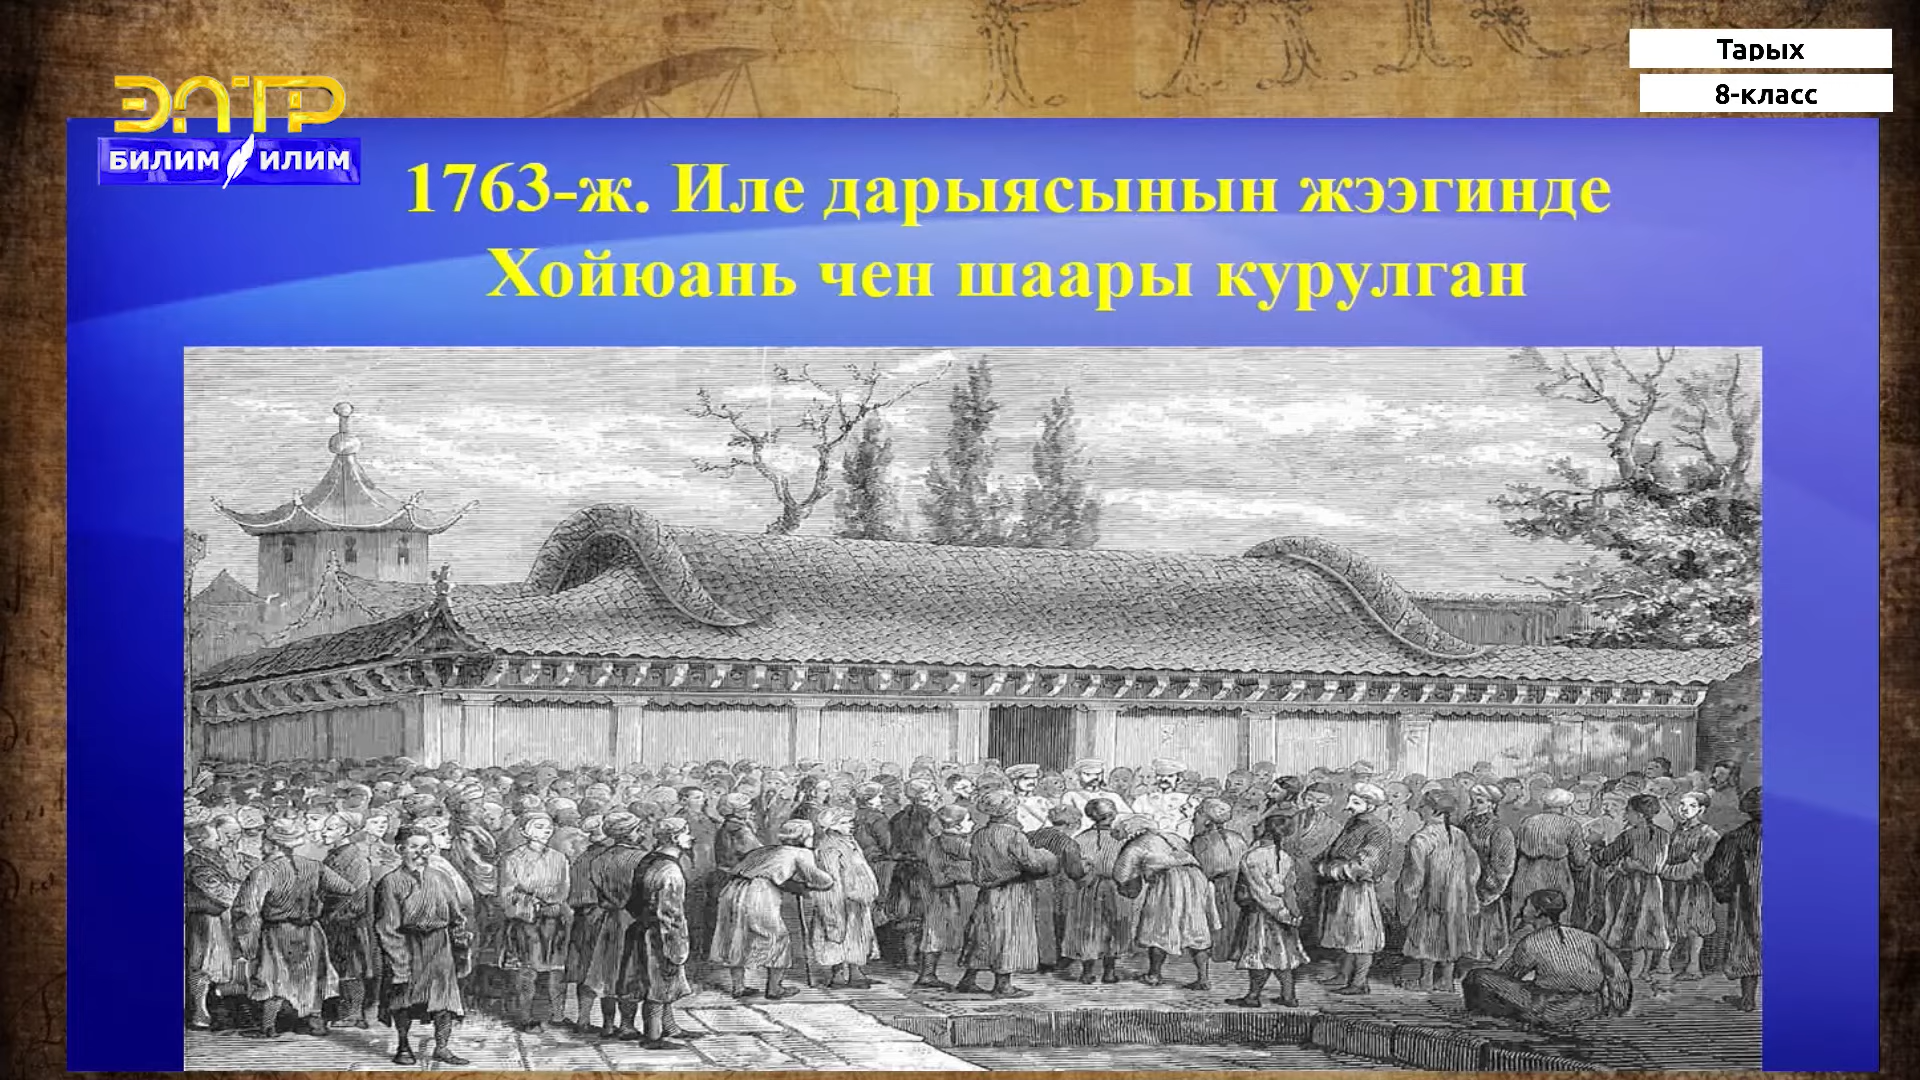 Тарых
8-класс
ЭЛТР
БИЛИМ ИЛИМ
1763-ж. Иле дарыясынын жээгинде
Хойюань чен шаары курулган